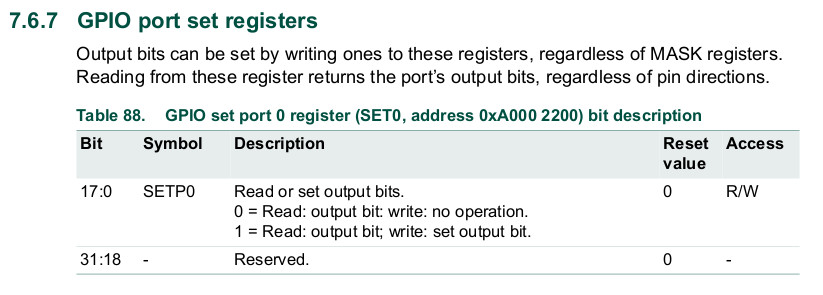 7.6.7 GPIO port set registers
Output bits can be set by writing ones to these registers, regardless of MASK registers.
Reading from these register returns the port's output bits, regardless of pin directions.
Table 88. GPIO set port 0 register (SET0, address 0xA000 2200) bit description
Bit Symbol Description Reset value Access
17:0 SETP0 Read or set output bits. 0 R/W
0 = Read: output bit: write: no operation.
1 = Read: output bit; write: set output bit.
31:18 - Reserved. 0 -